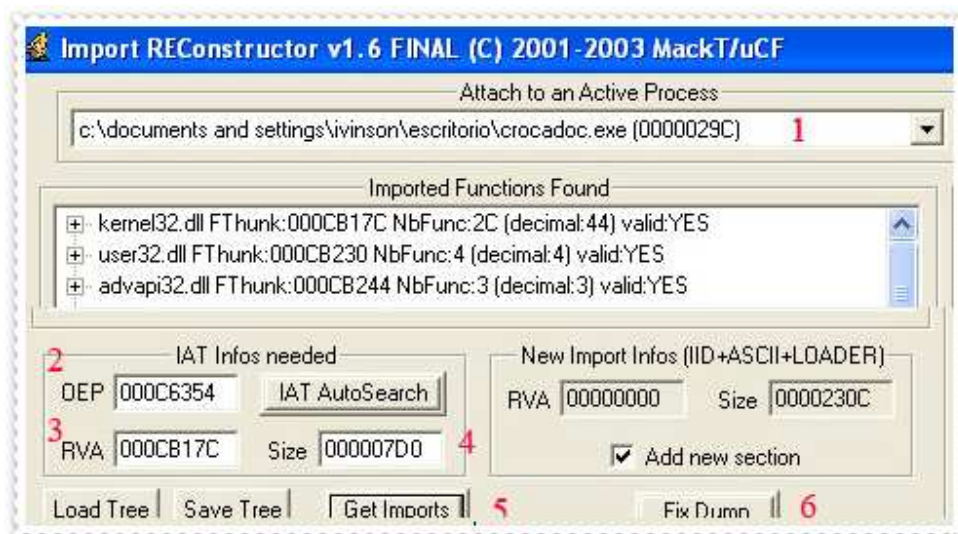 Import REConstructor v1.6 FINAL (C) 2001-2003 MackT/uCF
Attach to an Active Process
c:\documents and settings\ivinson\escritorio\crocadoc.exe (0000029C) 1
Imported Functions Found
kernel32.dll FThunk:000CB17C NbFunc:2C (decimal:44) valid:YES
user32.dll FThunk:000CB230 NbFunc:4 (decimal:4) valid:YES
advapi32.dll FThunk:000CB244 NbFunc:3 (decimal:3) valid:YES
2 IAT Infos needed
OEP 000C6354 IAT AutoSearch
3 RVA 000CB17C Size 000007D0 4
New Import Infos (IID+ASCII+LOADER)
RVA 00000000 Size 0000230C
Add new section
Load Tree Save Tree Get Imports 5 Fix Dump 6